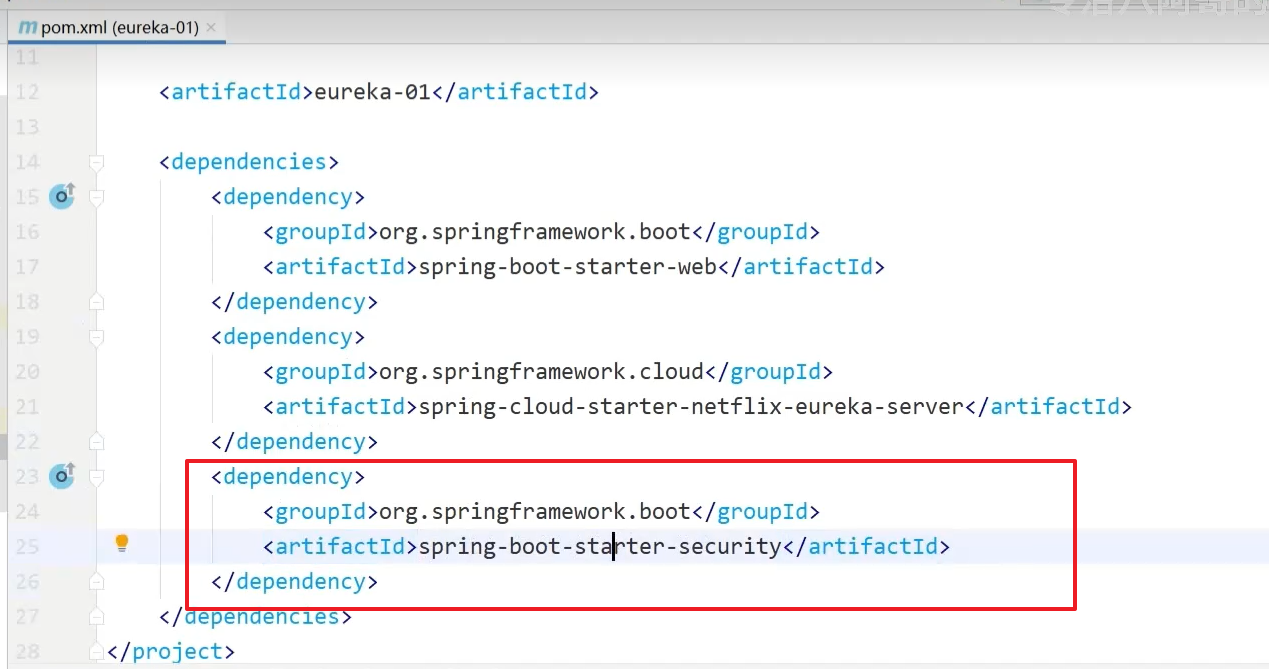 pom.xml (eureka-01)
11
12 <artifactId>eureka-01</artifactId>
13
14 <dependencies>
15 <dependency>
16 <groupId>org.springframework.boot</groupId>
17 <artifactId>spring-boot-starter-web</artifactId>
18 </dependency>
19 <dependency>
20 <groupId>org.springframework.cloud</groupId>
21 <artifactId>spring-cloud-starter-netflix-eureka-server</artifactId>
22 </dependency>
23 <dependency>
24 <groupId>org.springframework.boot</groupId>
25 <artifactId>spring-boot-starter-security</artifactId>
26 </dependency>
27 </dependencies>
28 </project>